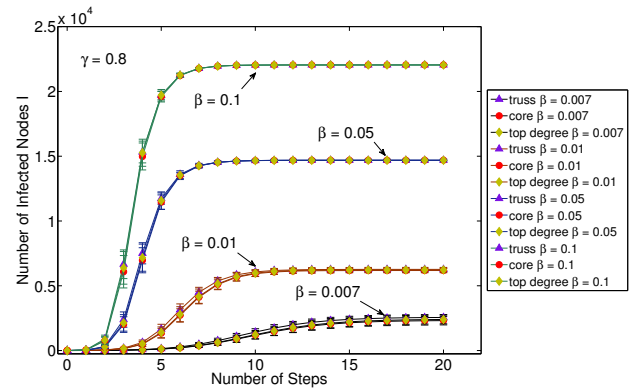 x 10⁴
2.5
2
1.5
1
0.5
0
Number of Infected Nodes I
γ = 0.8
β = 0.1
β = 0.05
β = 0.01
β = 0.007
0 5 10 15 20
Number of Steps
truss β = 0.007
core β = 0.007
top degree β = 0.007
truss β = 0.01
core β = 0.01
top degree β = 0.01
truss β = 0.05
core β = 0.05
top degree β = 0.05
truss β = 0.1
core β = 0.1
top degree β = 0.1